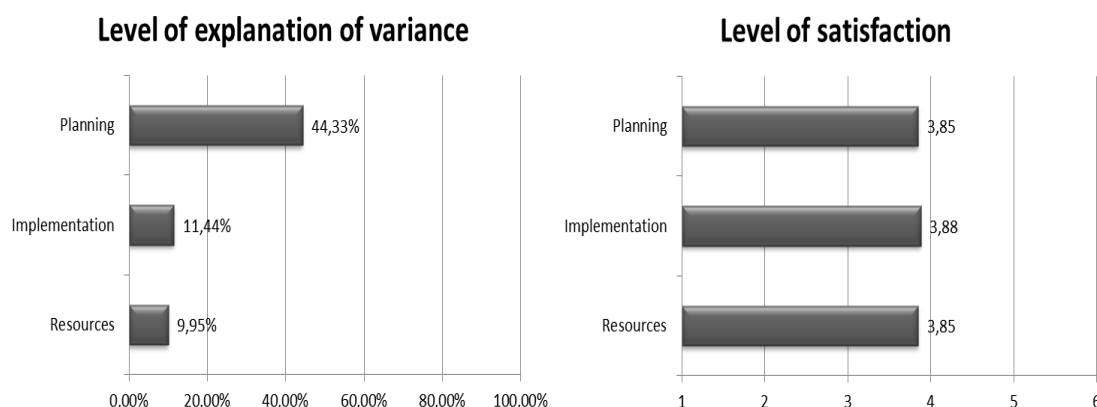 Level of explanation of variance
Planning
44,33%
Implementation
11,44%
Resources
9,95%
0.00% 20.00% 40.00% 60.00% 80.00% 100.00%
Level of satisfaction
Planning
3,85
Implementation
3,88
Resources
3,85
1 2 3 4 5 6